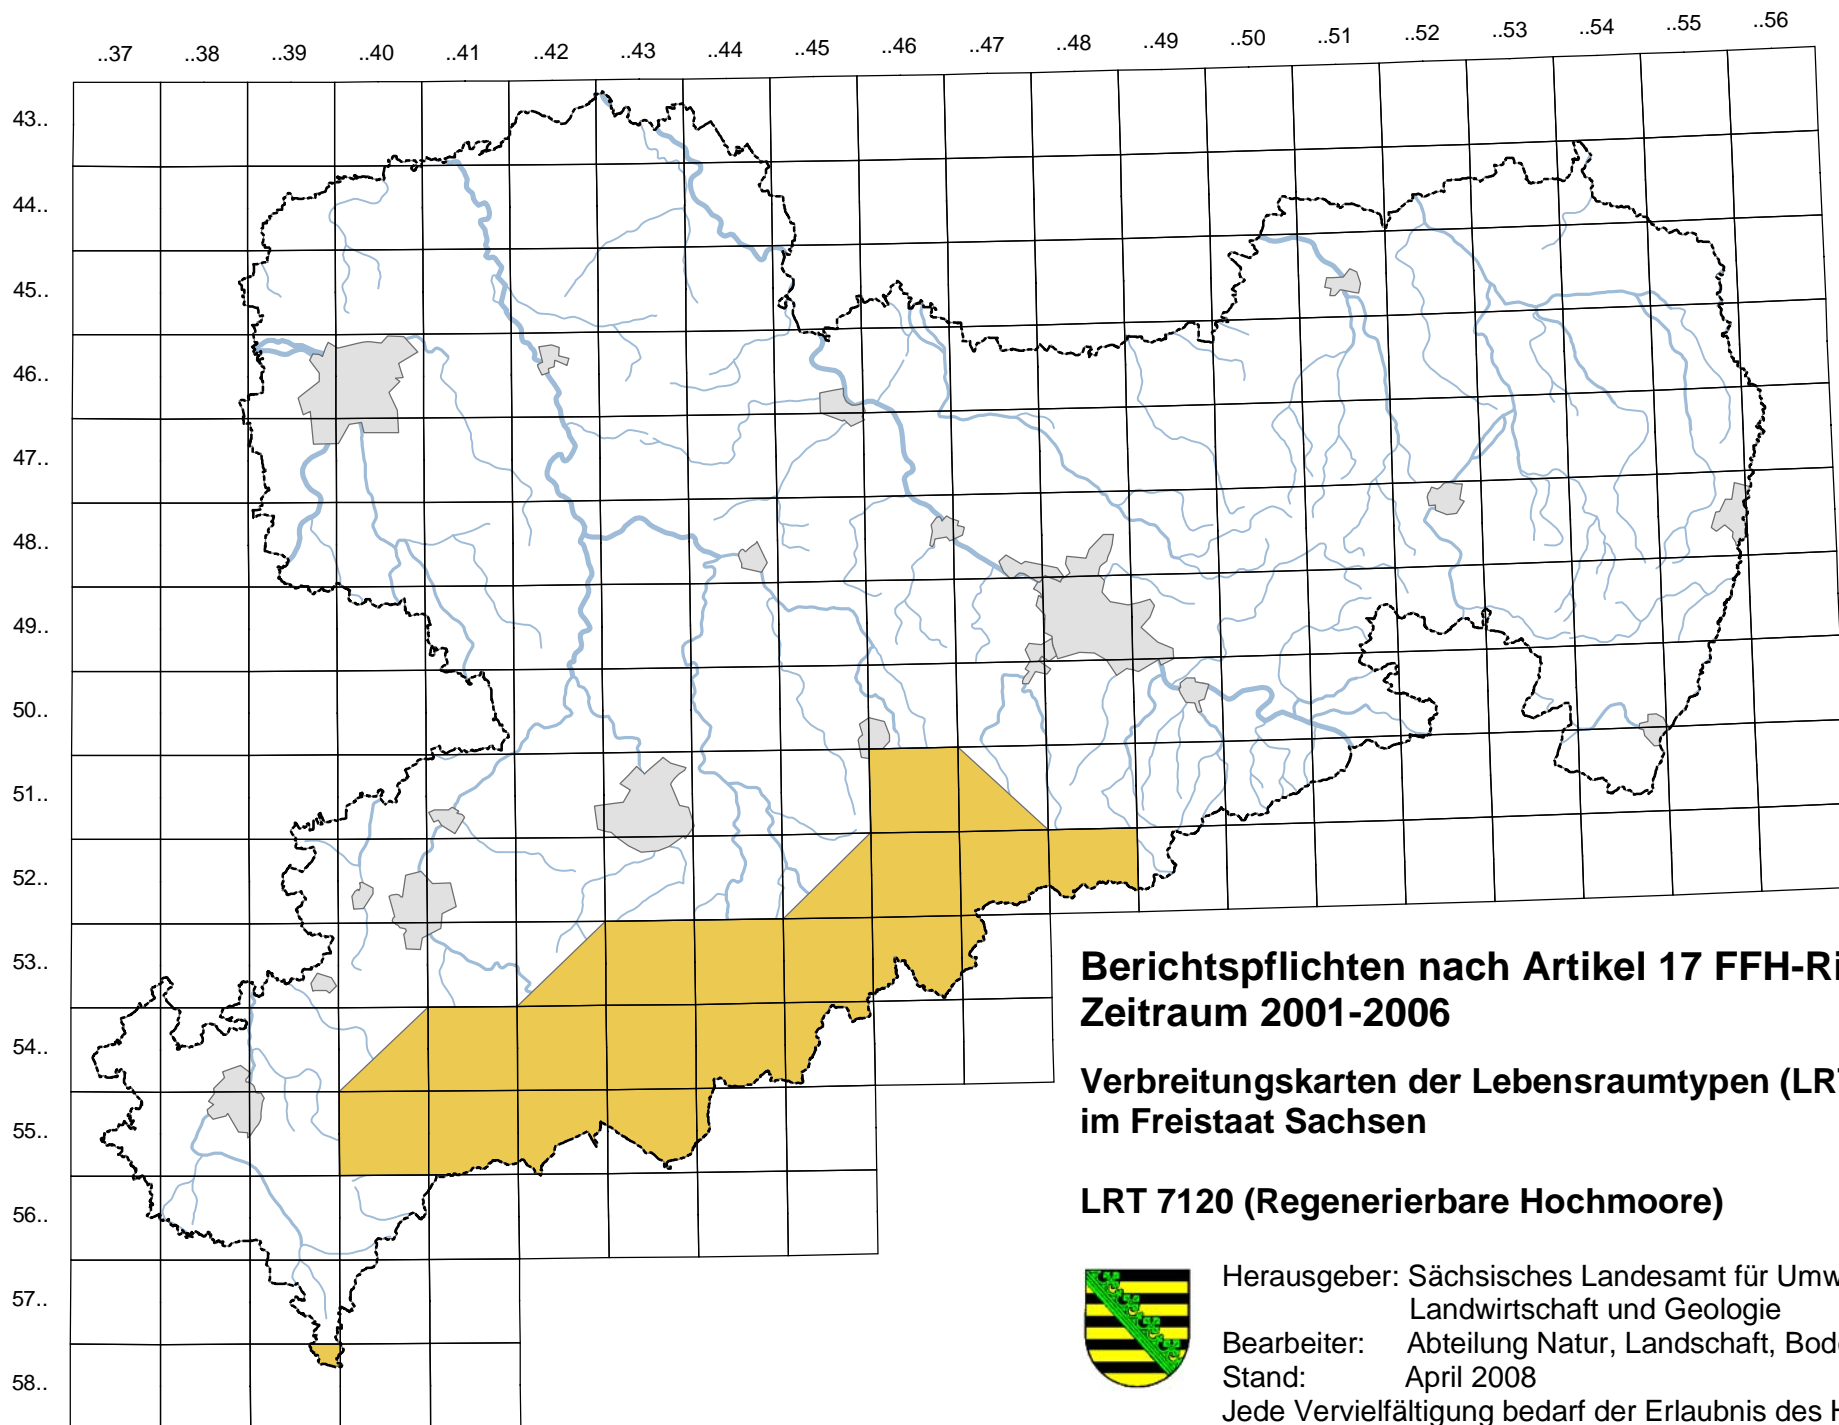 ..37 ..38 ..39 ..40 ..41 ..42 ..43 ..44 ..45 ..46 ..47 ..48 ..49 ..50 ..51 ..52 ..53 ..54 ..55 ..56
43..
44..
45..
46..
47..
48..
49..
50..
51..
52..
53..
54..
55..
56..
57..
58..
Berichtspflichten nach Artikel 17 FFH-Ri
Zeitraum 2001-2006
Verbreitungskarten der Lebensraumtypen (LRT
im Freistaat Sachsen
LRT 7120 (Regenerierbare Hochmoore)
Herausgeber: Sächsisches Landesamt für Umw
Landwirtschaft und Geologie
Bearbeiter: Abteilung Natur, Landschaft, Bod
Stand: April 2008
Jede Vervielfältigung bedarf der Erlaubnis des H